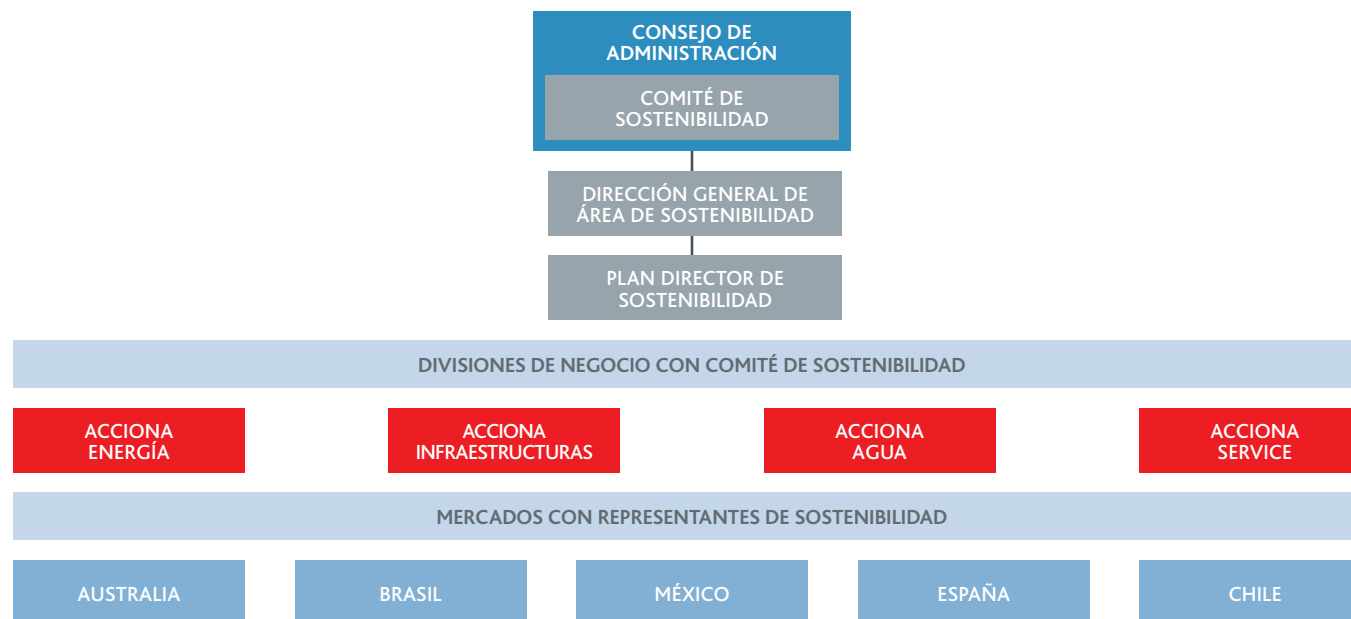 CONSEJO DE
ADMINISTRACIÓN
COMITÉ DE
SOSTENIBILIDAD
DIRECCIÓN GENERAL DE
ÁREA DE SOSTENIBILIDAD
PLAN DIRECTOR DE
SOSTENIBILIDAD
DIVISIONES DE NEGOCIO CON COMITÉ DE SOSTENIBILIDAD
ACCIONA
ENERGÍA
ACCIONA
INFRAESTRUCTURAS
ACCIONA
AGUA
ACCIONA
SERVICE
MERCADOS CON REPRESENTANTES DE SOSTENIBILIDAD
AUSTRALIA
BRASIL
MÉXICO
ESPAÑA
CHILE